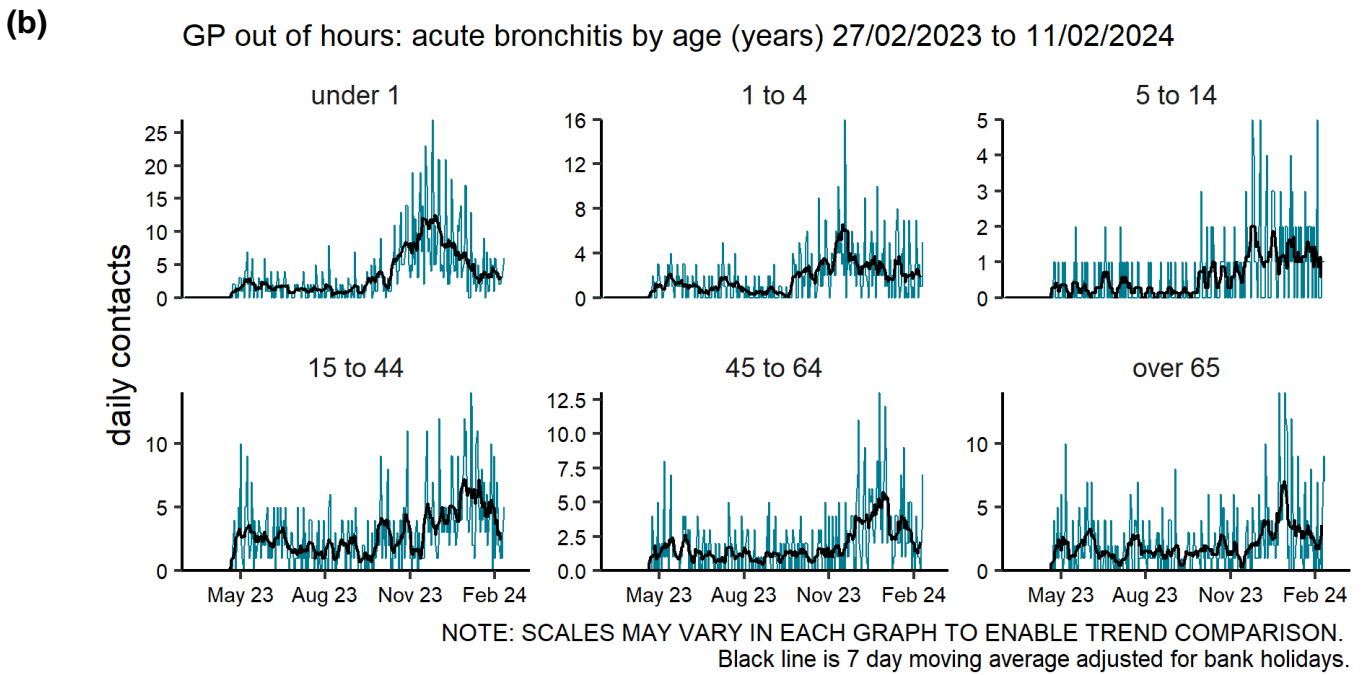 (b)
GP out of hours: acute bronchitis by age (years) 27/02/2023 to 11/02/2024
daily contacts
under 1
25
20
15
10
5
0
1 to 4
16
12
8
4
0
5 to 14
5
4
3
2
1
0
15 to 44
10
5
0
May 23 Aug 23 Nov 23 Feb 24
45 to 64
12.5
10.0
7.5
5.0
2.5
0.0
May 23 Aug 23 Nov 23 Feb 24
over 65
10
5
0
May 23 Aug 23 Nov 23 Feb 24
NOTE: SCALES MAY VARY IN EACH GRAPH TO ENABLE TREND COMPARISON.
Black line is 7 day moving average adjusted for bank holidays.